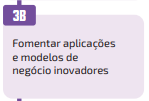 3B
Fomentar aplicações
e modelos de
negócio inovadores